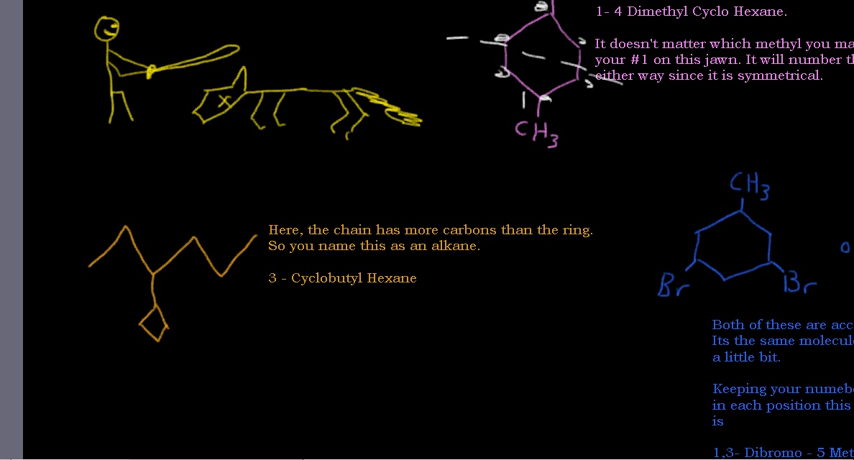 1- 4 Dimethyl Cyclo Hexane.
It doesn't matter which methyl you ma
your #1 on this jawn. It will number th
either way since it is symmetrical.
1
CH3
X
Here, the chain has more carbons than the ring.
So you name this as an alkane.
3 - Cyclobutyl Hexane
CH3
Br
Br
Both of these are acc
Its the same molecul
a little bit.
Keeping your numebe
in each position this
is
1,3- Dibromo - 5 Met